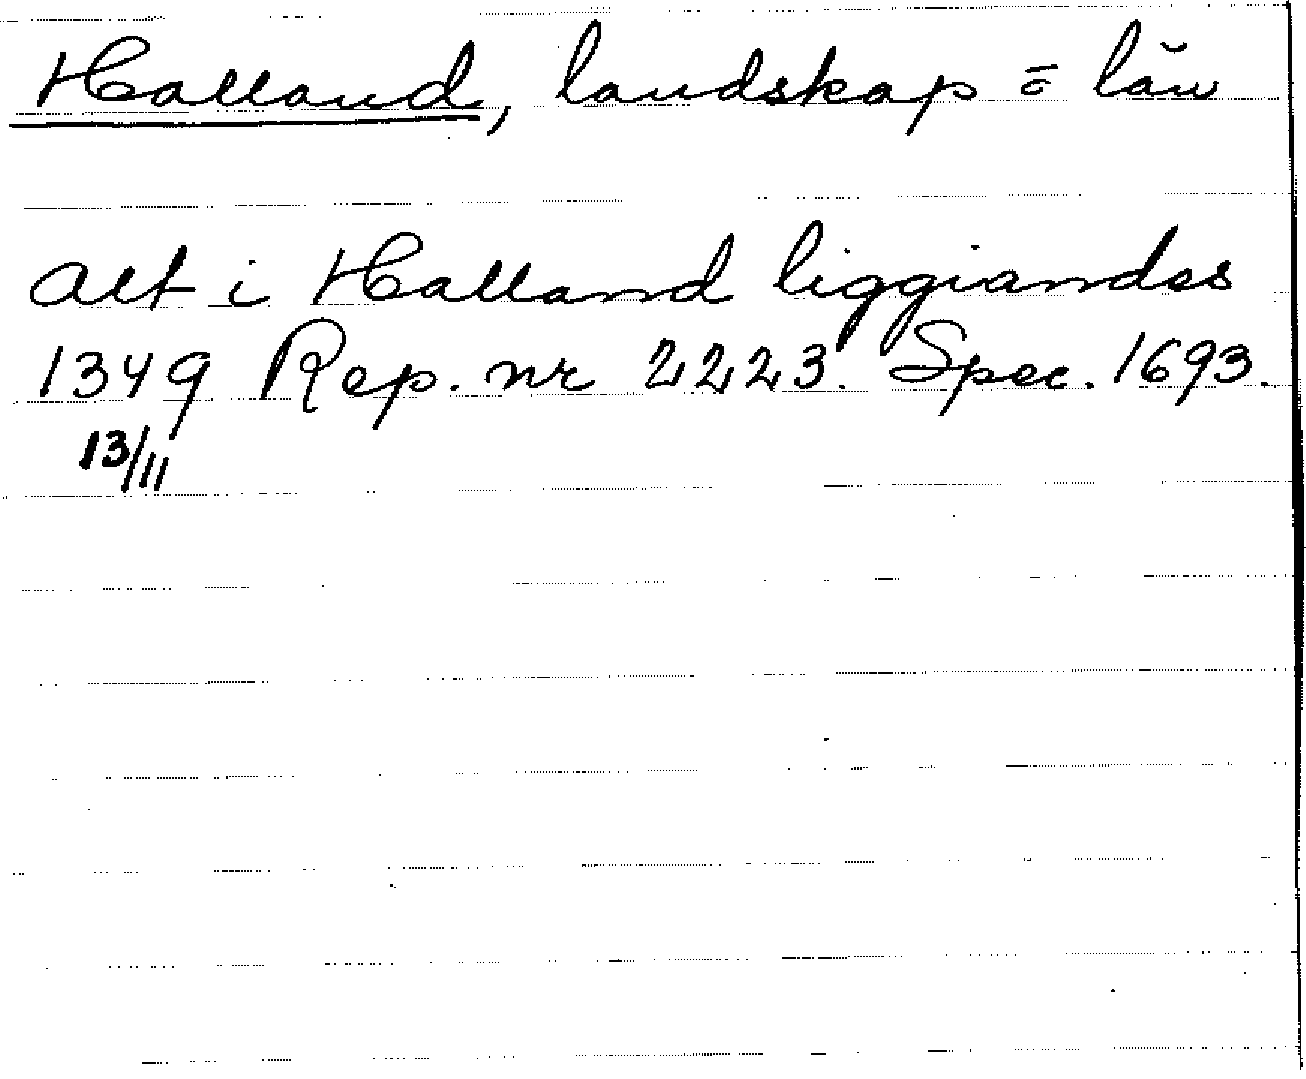 Halland, landskap = län
alt i Halland liggiandes
1349 Rep. nr 2223. Spec. 1693.
13/11